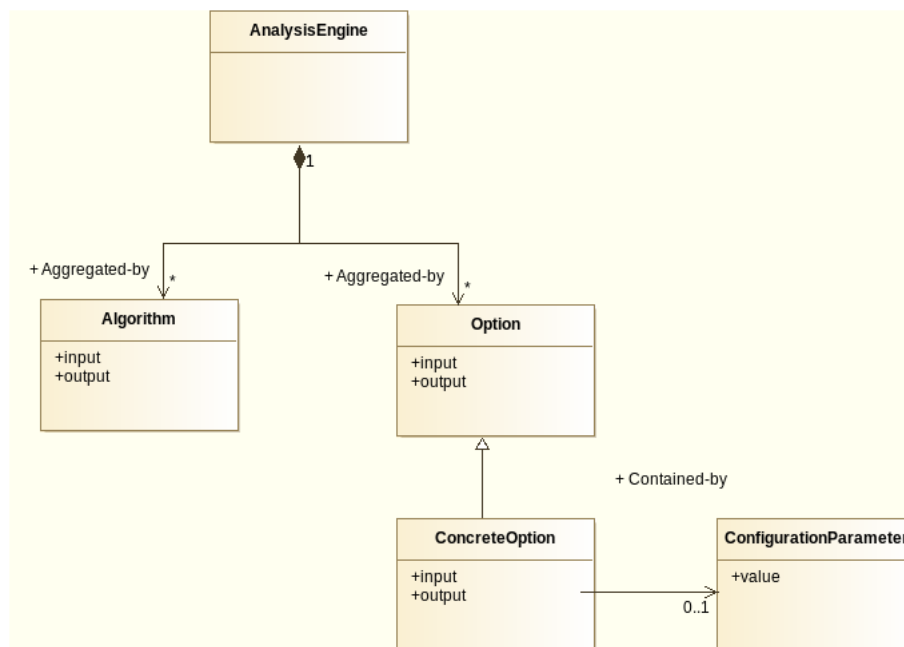 AnalysisEngine
1
+ Aggregated-by
*
+ Aggregated-by
*
Algorithm
+input
+output
Option
+input
+output
+ Contained-by
ConcreteOption
+input
+output
0..1
ConfigurationParameter
+value